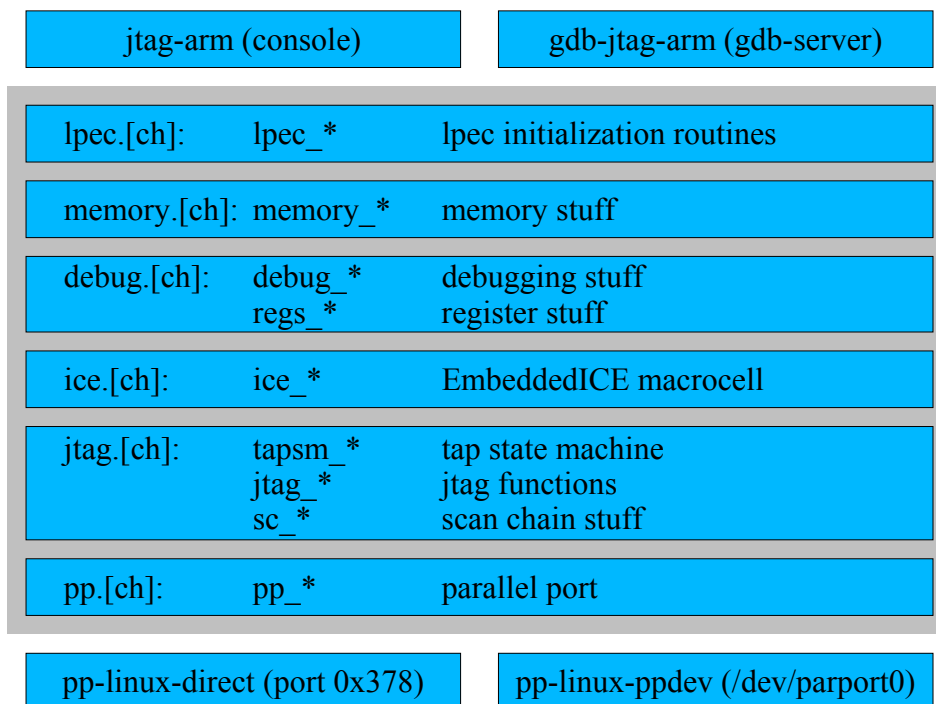 jtag-arm (console) gdb-jtag-arm (gdb-server)
lpec.[ch]: lpec_* lpec initialization routines
memory.[ch]: memory_* memory stuff
debug.[ch]: debug_* debugging stuff
regs_* register stuff
ice.[ch]: ice_* EmbeddedICE macrocell
jtag.[ch]: tapsm_* tap state machine
jtag_* jtag functions
sc_* scan chain stuff
pp.[ch]: pp_* parallel port
pp-linux-direct (port 0x378) pp-linux-ppdev (/dev/parport0)